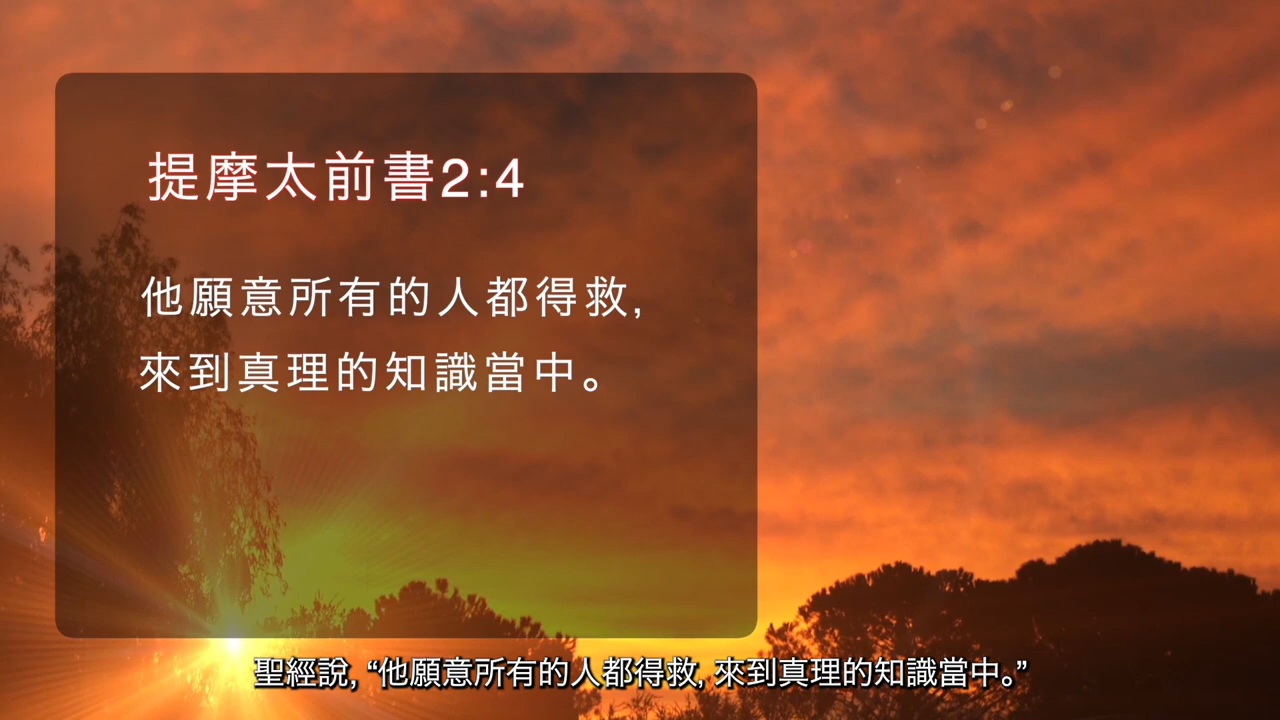 提摩太前書2:4
他願意所有的人都得救,
來到真理的知識當中。
聖經說, “他願意所有的人都得救, 來到真理的知識當中。”